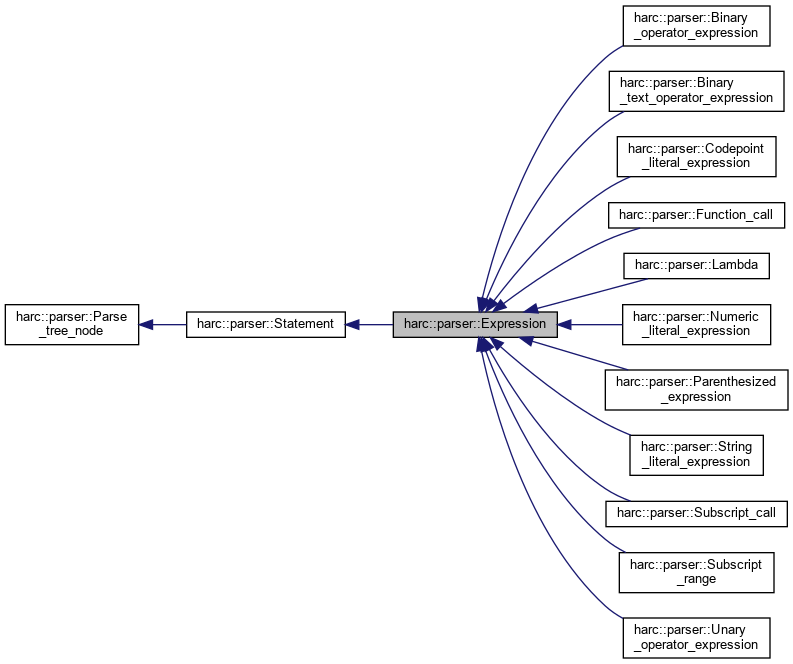 harc::parser::Parse
_tree_node
harc::parser::Statement
harc::parser::Expression
harc::parser::Binary
_operator_expression
harc::parser::Binary
_text_operator_expression
harc::parser::Codepoint
_literal_expression
harc::parser::Function_call
harc::parser::Lambda
harc::parser::Numeric
_literal_expression
harc::parser::Parenthesized
_expression
harc::parser::String
_literal_expression
harc::parser::Subscript_call
harc::parser::Subscript
_range
harc::parser::Unary
_operator_expression